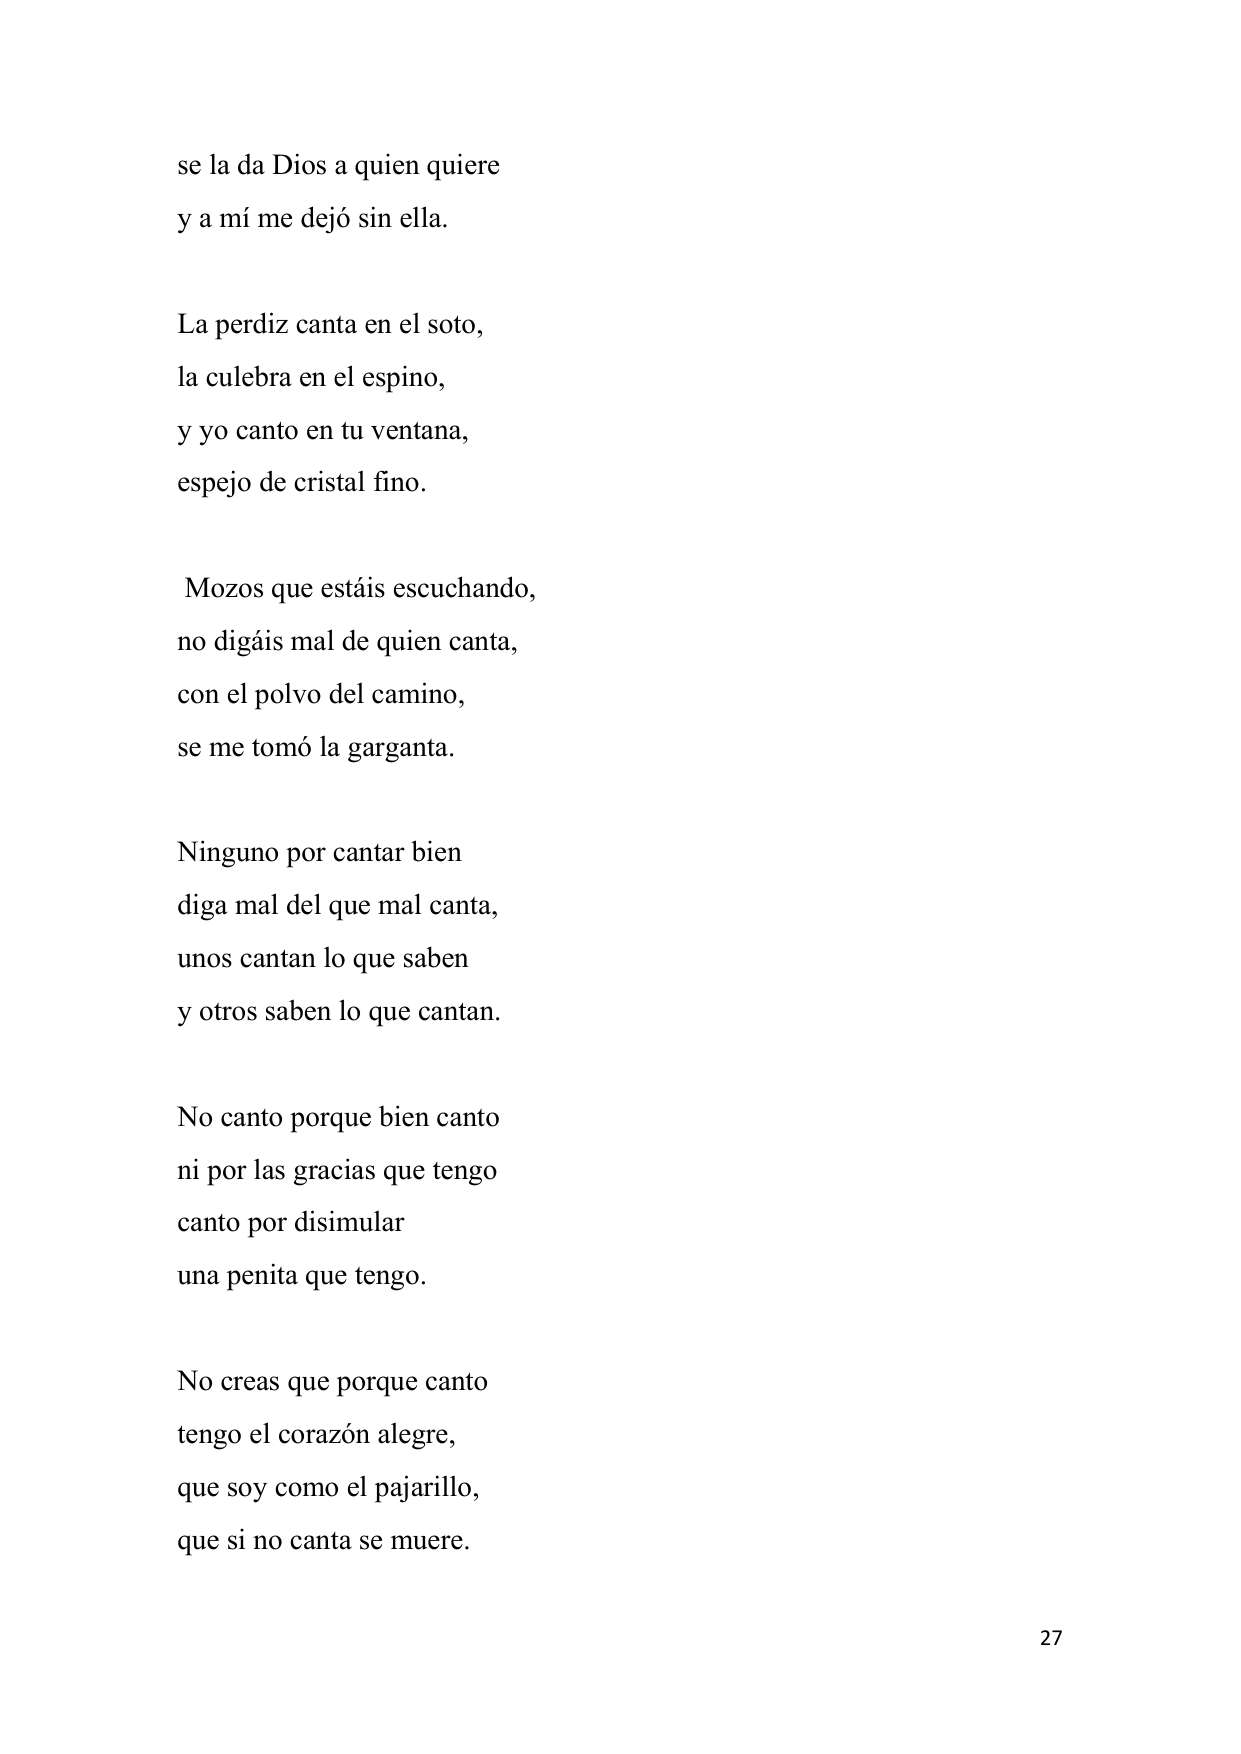 se la da Dios a quien quiere
y a mí me dejó sin ella.

La perdiz canta en el soto,
la culebra en el espino,
y yo canto en tu ventana,
espejo de cristal fino.

Mozos que estáis escuchando,
no digáis mal de quien canta,
con el polvo del camino,
se me tomó la garganta.

Ninguno por cantar bien
diga mal del que mal canta,
unos cantan lo que saben
y otros saben lo que cantan.

No canto porque bien canto
ni por las gracias que tengo
canto por disimular
una penita que tengo.

No creas que porque canto
tengo el corazón alegre,
que soy como el pajarillo,
que si no canta se muere.

27